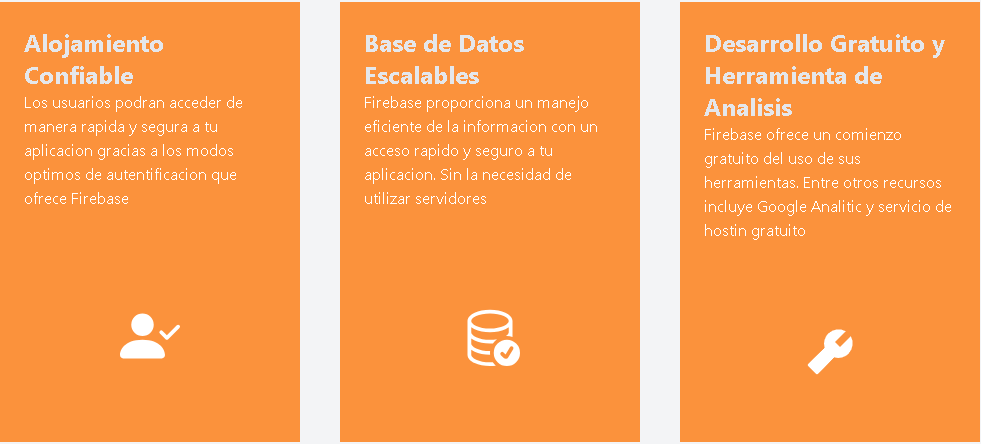 Alojamiento
Confiable
Los usuarios podran acceder de
manera rapida y segura a tu
aplicacion gracias a los modos
optimos de autentificacion que
ofrece Firebase
Base de Datos
Escalables
Firebase proporciona un manejo
eficiente de la informacion con un
acceso rapido y seguro a tu
aplicacion. Sin la necesidad de
utilizar servidores
Desarrollo Gratuito y
Herramienta de
Analisis
Firebase ofrece un comienzo
gratuito del uso de sus
herramientas. Entre otros recursos
incluye Google Analitic y servicio de
hostin gratuito